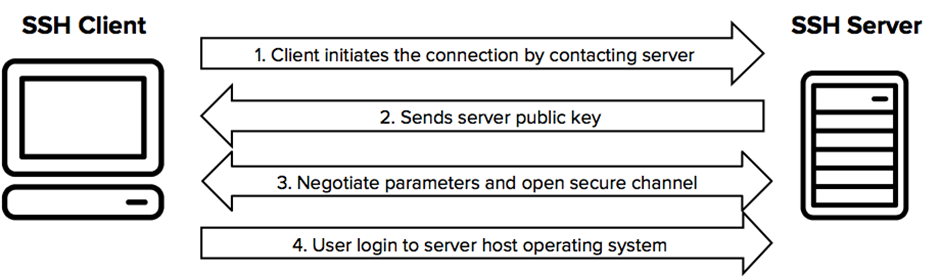 SSH Client
SSH Server
1. Client initiates the connection by contacting server
2. Sends server public key
3. Negotiate parameters and open secure channel
4. User login to server host operating system